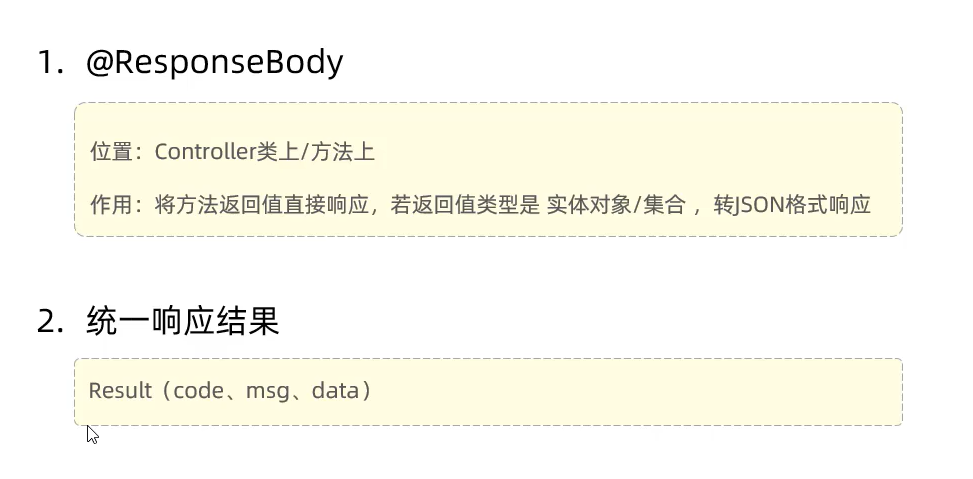 1. @ResponseBody
位置：Controller类上/方法上
作用：将方法返回值直接响应，若返回值类型是 实体对象/集合 ，转JSON格式响应
2. 统一响应结果
Result（code、msg、data）